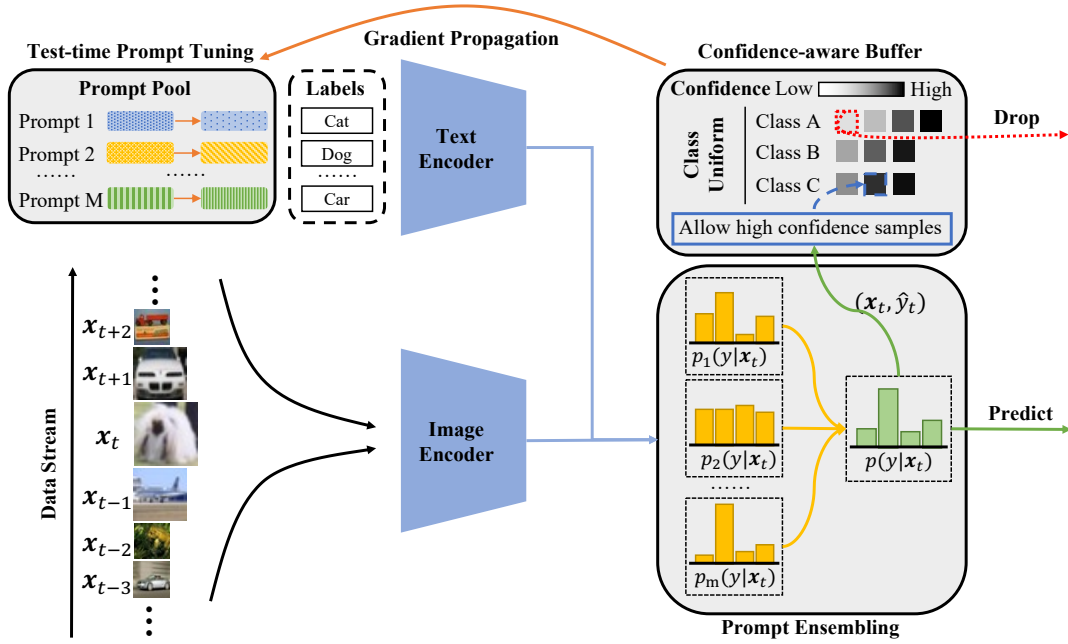 Test-time Prompt Tuning
Gradient Propagation
Confidence-aware Buffer
Prompt Pool
Prompt 1
Prompt 2
...... ......
Prompt M
Labels
Cat
Dog
......
Car
Text
Encoder
Confidence Low High
Class
Uniform
Class A
Class B
Class C
Drop
Allow high confidence samples
Data Stream
x_{t+2}
x_{t+1}
x_t
x_{t−1}
x_{t−2}
x_{t−3}
Image
Encoder
(x_t, ŷ_t)
p_1(y|x_t)
p_2(y|x_t)
......
p_m(y|x_t)
p(y|x_t)
Predict
Prompt Ensembling